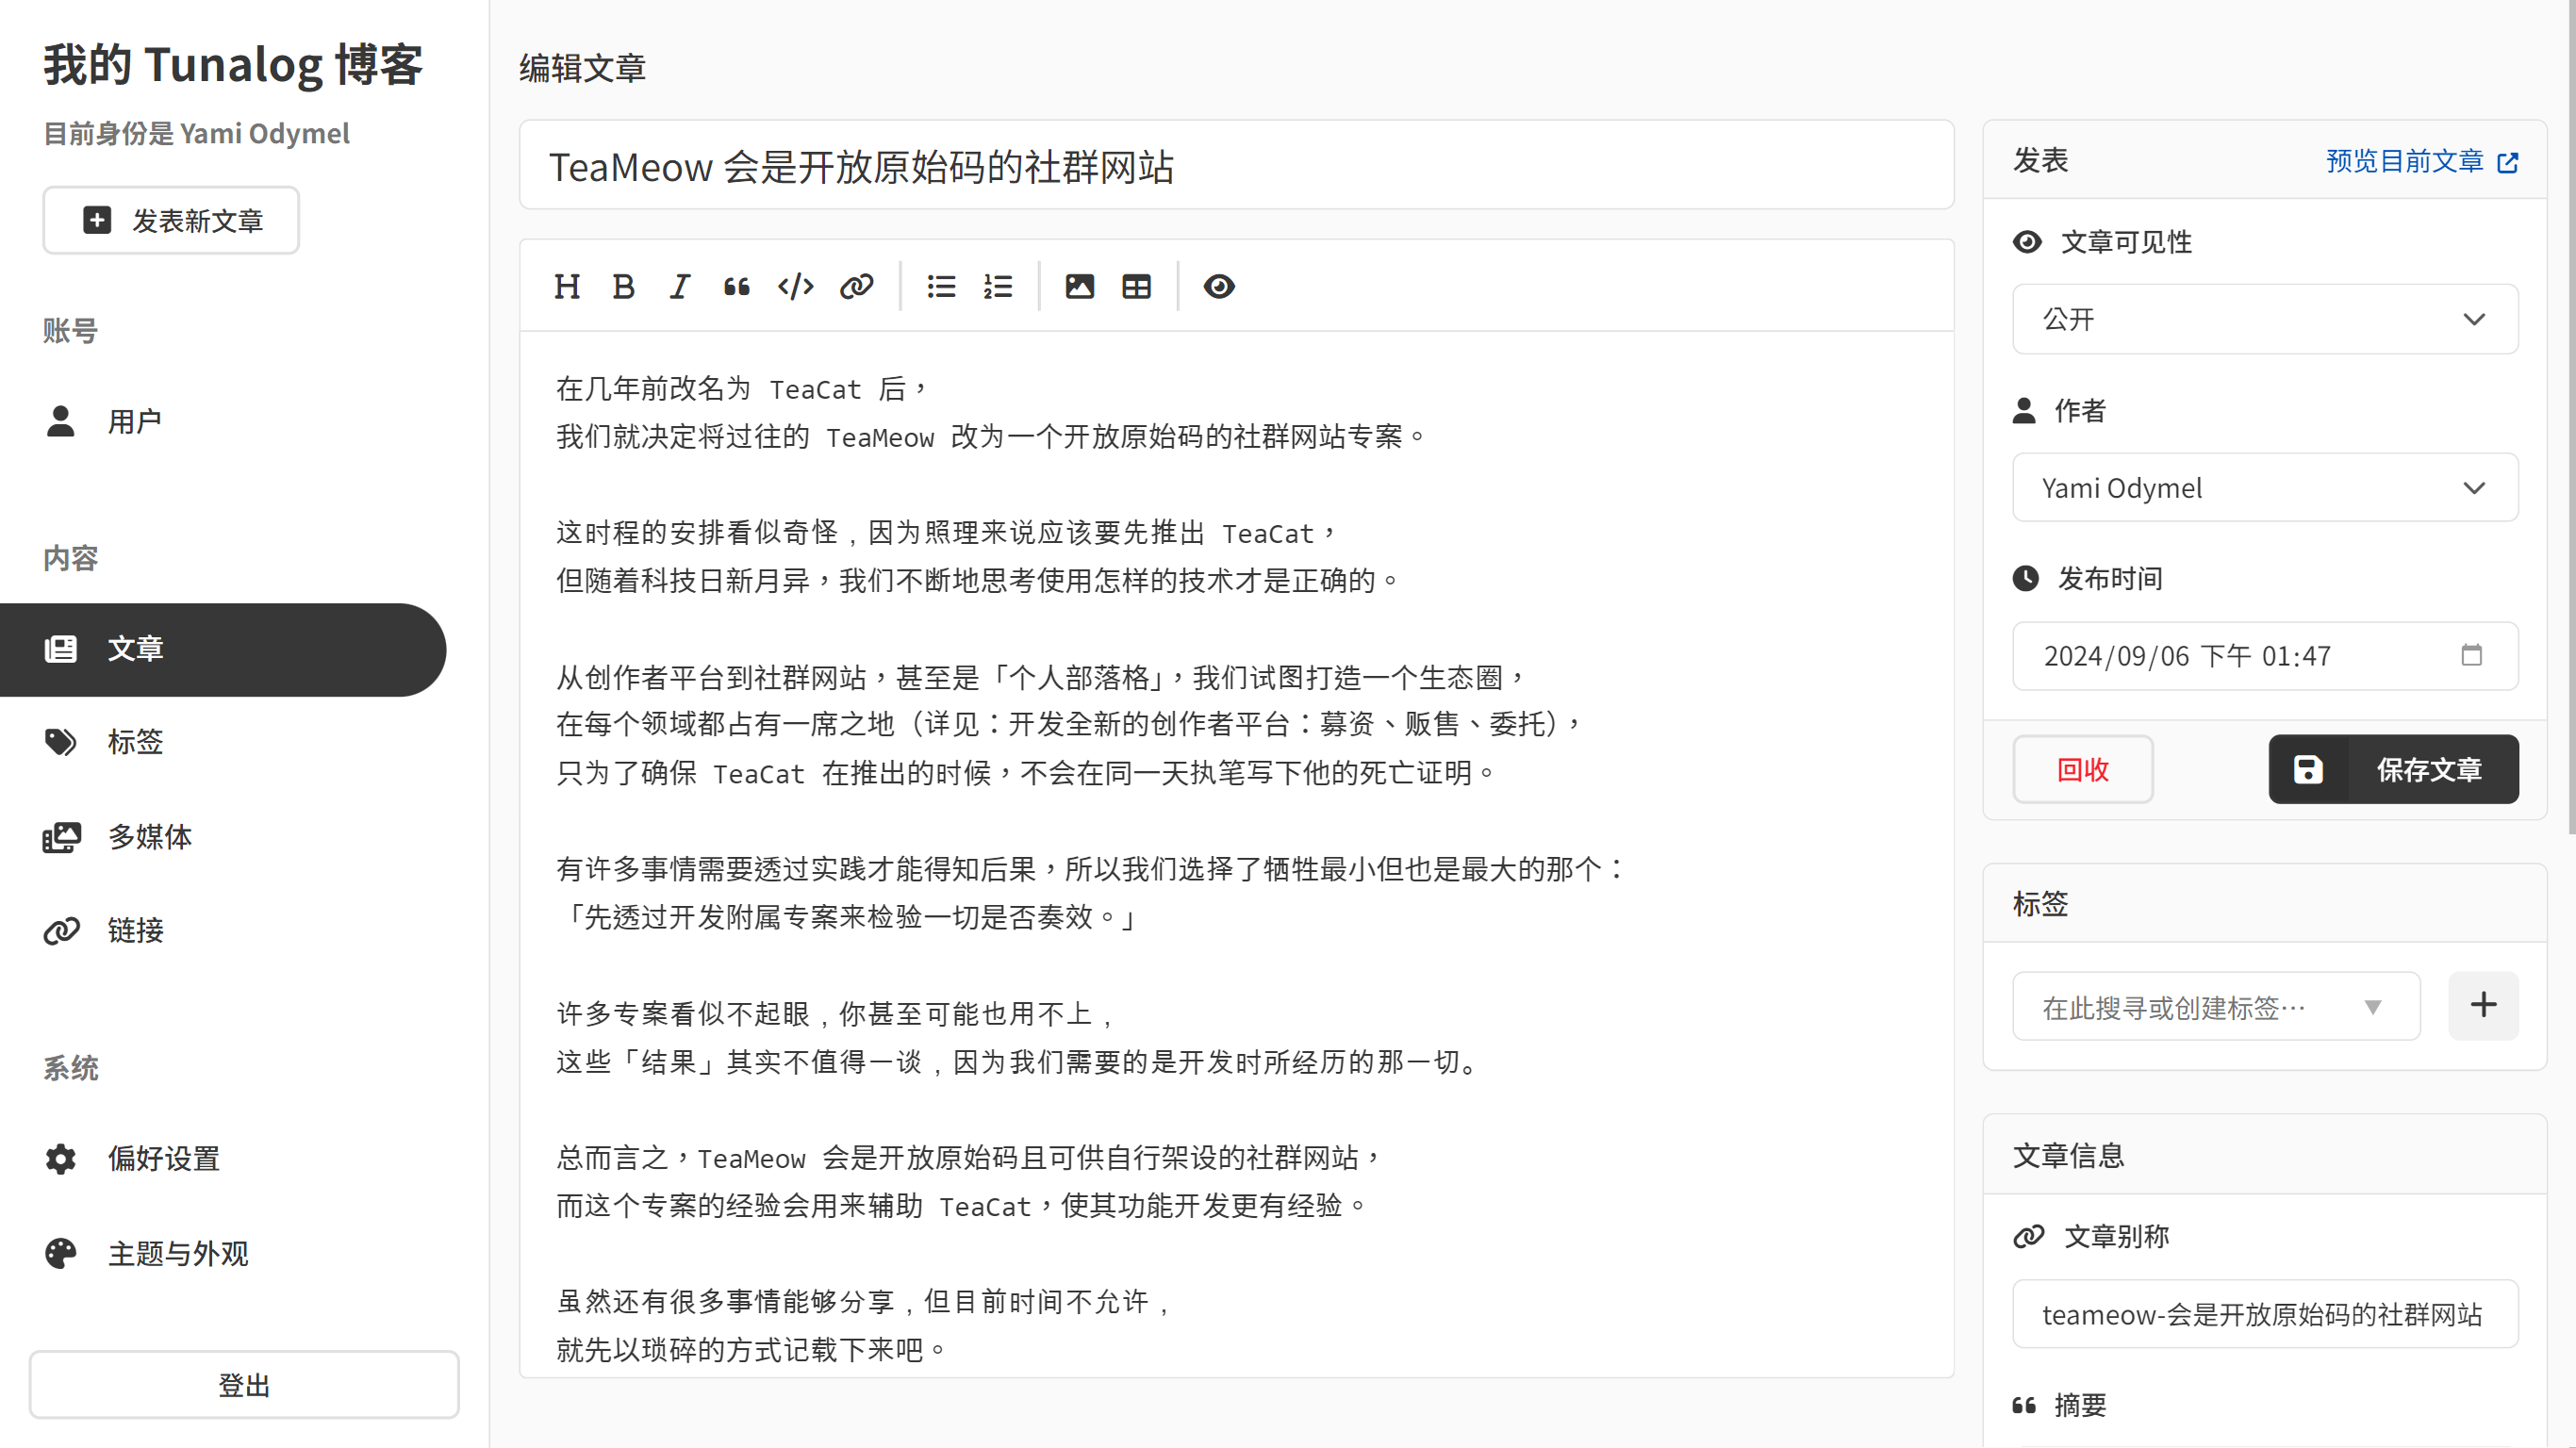 我的 Tunalog 博客
目前身份是 Yami Odymel
发表新文章
账号
用户
内容
文章
标签
多媒体
链接
系统
偏好设置
主题与外观
登出
编辑文章
TeaMeow 会是开放原始码的社群网站
在几年前改名为 TeaCat 后，
我们就决定将过往的 TeaMeow 改为一个开放原始码的社群网站专案。
这时程的安排看似奇怪，因为照理来说应该要先推出 TeaCat，
但随着科技日新月异，我们不断地思考使用怎样的技术才是正确的。
从创作者平台到社群网站，甚至是「个人部落格」，我们试图打造一个生态圈，
在每个领域都占有一席之地（详见：开发全新的创作者平台：募资、贩售、委托），
只为了确保 TeaCat 在推出的时候，不会在同一天执笔写下他的死亡证明。
有许多事情需要透过实践才能得知后果，所以我们选择了牺牲最小但也是最大的那个：
「先透过开发附属专案来检验一切是否奏效。」
许多专案看似不起眼，你甚至可能也用不上，
这些「结果」其实不值得一谈，因为我们需要的是开发时所经历的那一切。
总而言之，TeaMeow 会是开放原始码且可供自行架设的社群网站，
而这个专案的经验会用来辅助 TeaCat，使其功能开发更有经验。
虽然还有很多事情能够分享，但目前时间不允许，
就先以琐碎的方式记载下来吧。
发表
预览目前文章
文章可见性
公开
作者
Yami Odymel
发布时间
2024/09/06 下午 01:47
回收
保存文章
标签
在此搜寻或创建标签…
文章信息
文章别称
teameow-会是开放原始码的社群网站
摘要